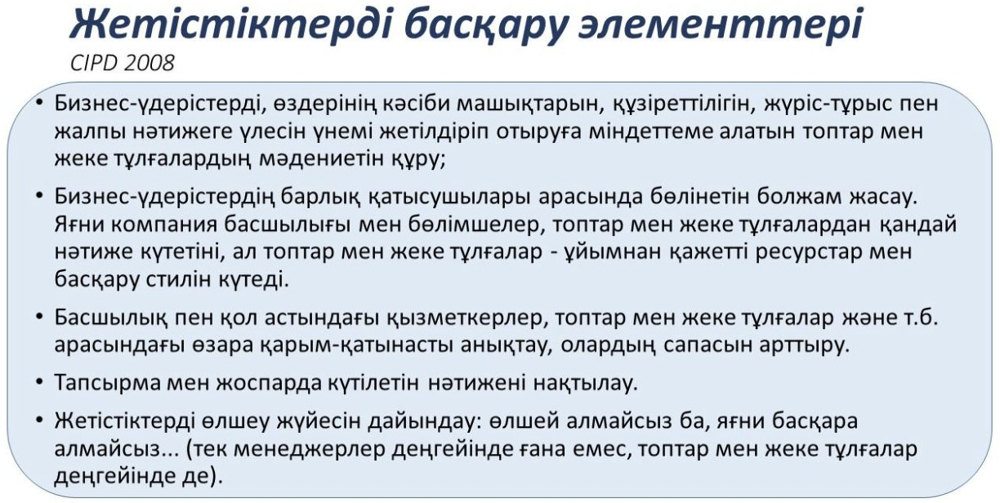 Жетістіктерді басқару элементтері
CIPD 2008
• Бизнес-үдерістерді, өздерінің кәсіби машықтарын, құзіреттілігін, жүріс-тұрыс пен
жалпы нәтижеге үлесін үнемі жетілдіріп отыруға міндеттеме алатын топтар мен
жеке тұлғалардың мәдениетін құру;
• Бизнес-үдерістердің барлық қатысушылары арасында бөлінетін болжам жасау.
Яғни компания басшылығы мен бөлімшелер, топтар мен жеке тұлғалардан қандай
нәтиже күтетіні, ал топтар мен жеке тұлғалар - ұйымнан қажетті ресурстар мен
басқару стилін күтеді.
• Басшылық пен қол астындағы қызметкерлер, топтар мен жеке тұлғалар және т.б.
арасындағы өзара қарым-қатынасты анықтау, олардың сапасын арттыру.
• Тапсырма мен жоспарда күтілетін нәтижені нақтылау.
• Жетістіктерді өлшеу жүйесін дайындау: өлшей алмайсыз ба, яғни басқара
алмайсыз... (тек менеджерлер деңгейінде ғана емес, топтар мен жеке тұлғалар
деңгейінде де).